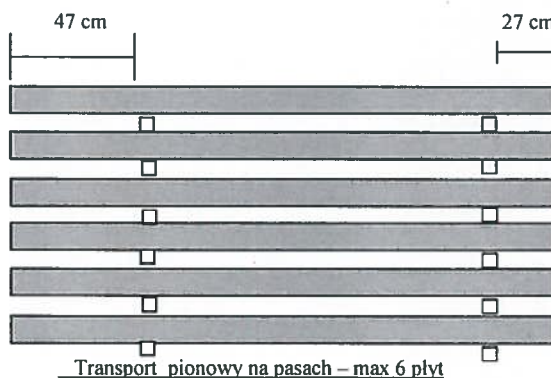 47 cm
27 cm
Transport pionowy na pasach – max 6 płyt